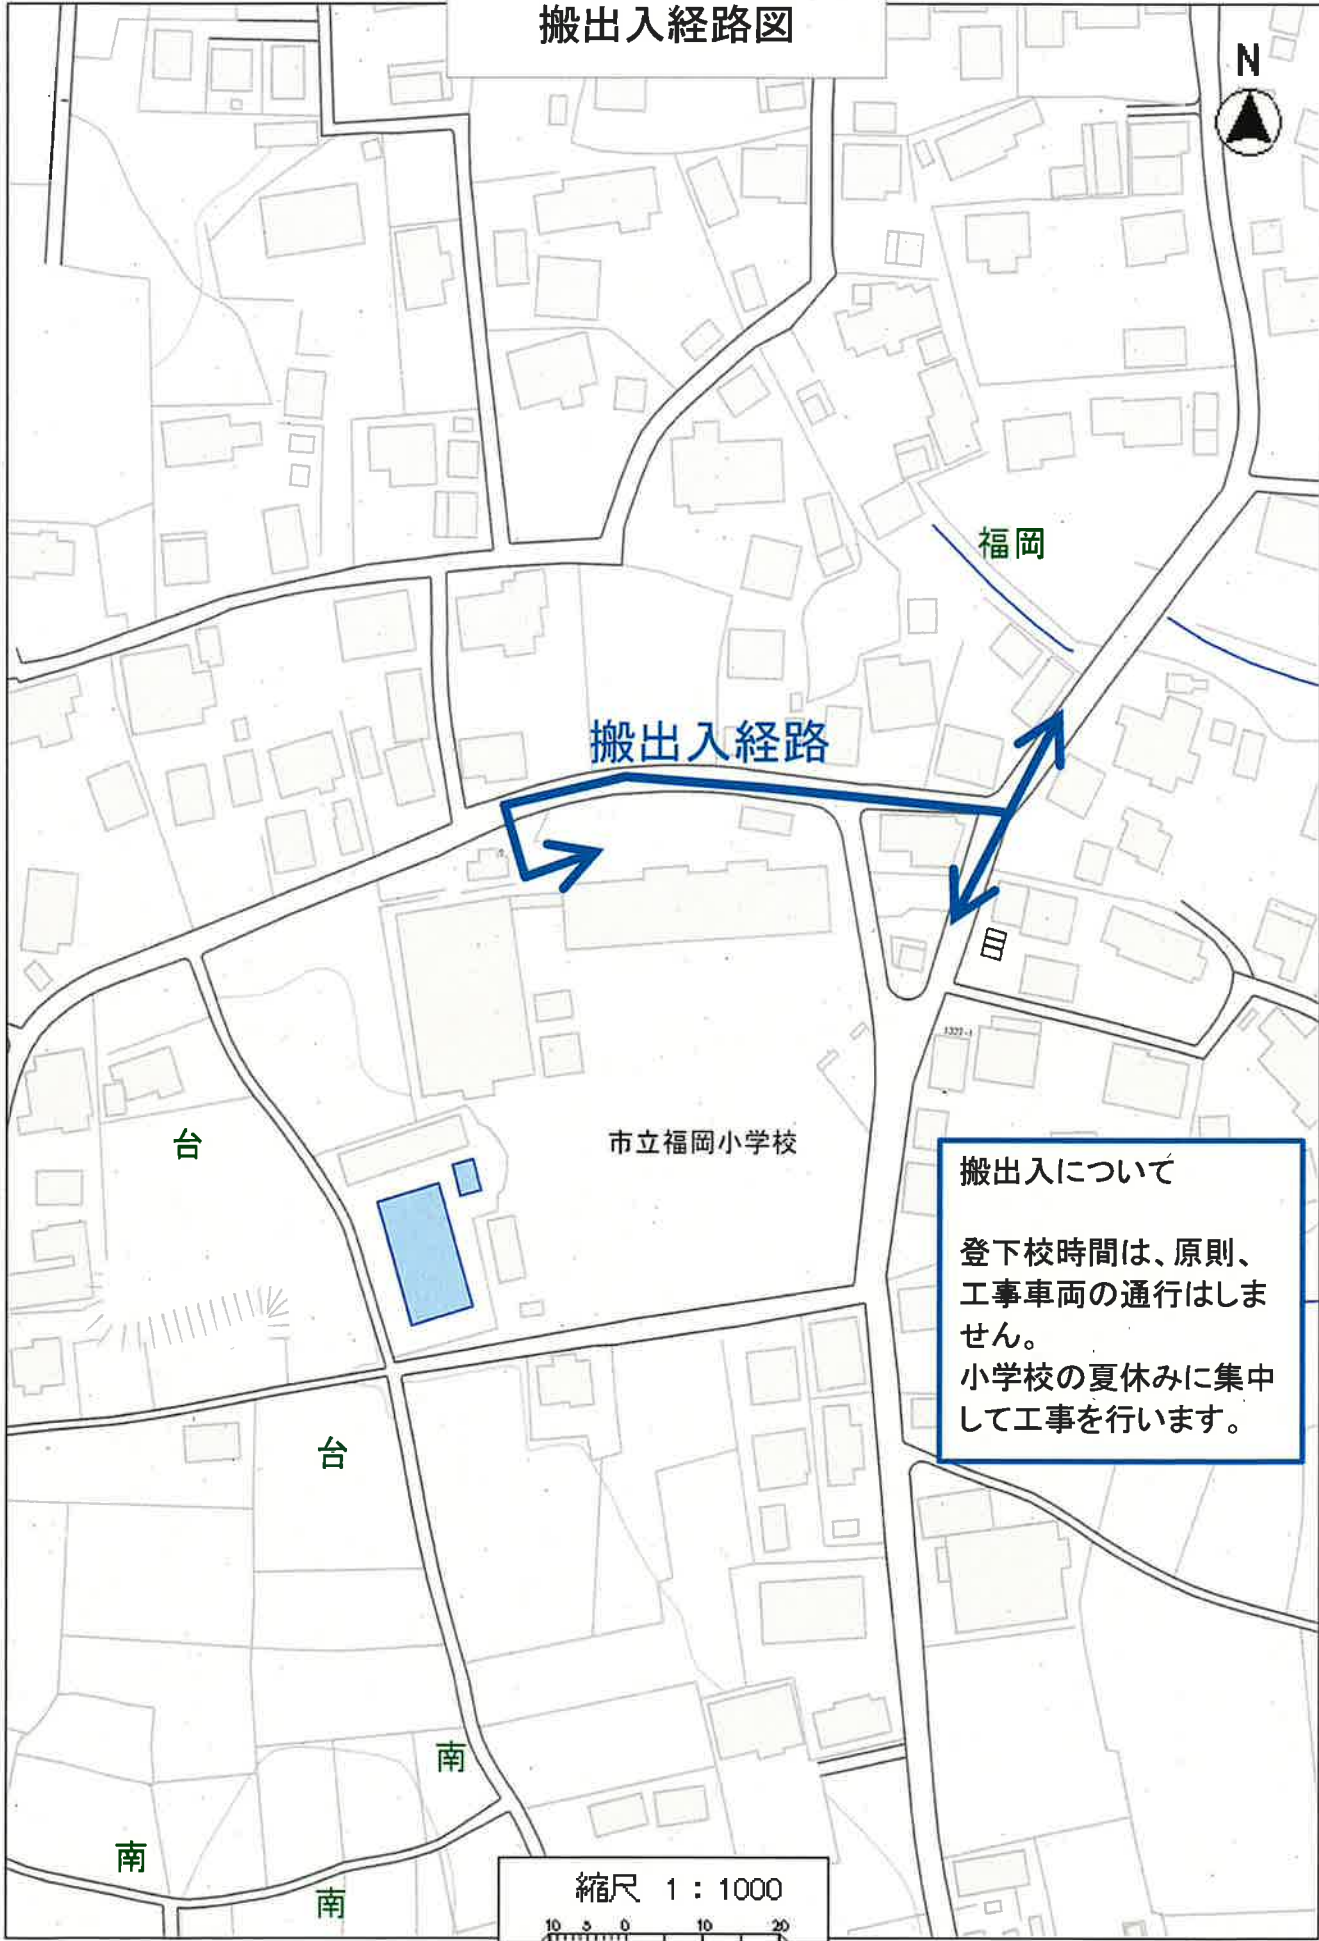 搬出入経路図
N
福岡
搬出入経路
1322-1
台
市立福岡小学校
搬出入について
登下校時間は、原則、
工事車両の通行はしま
せん。
小学校の夏休みに集中
して工事を行います。
台
南
南
南
縮尺 1：1000
10 5 0 10 20